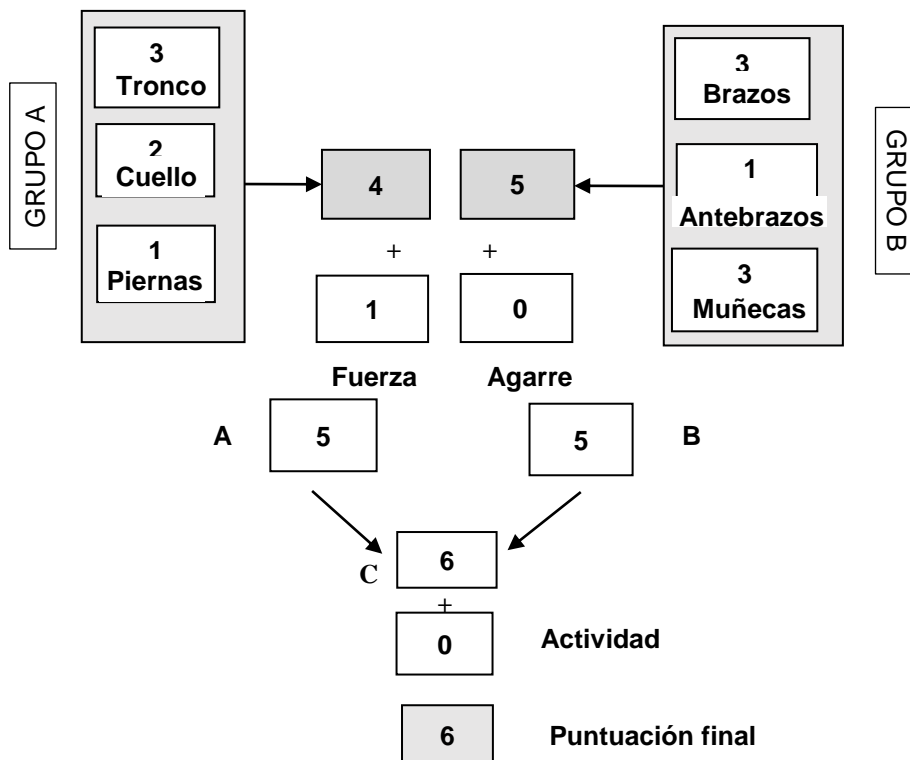 GRUPO A
3
Tronco
2
Cuello
1
Piernas
4
5
3
Brazos
1
Antebrazos
3
Muñecas
GRUPO B
+
+
1
0
Fuerza
Agarre
A
5
5
B
C
6
+
0
Actividad
6
Puntuación final